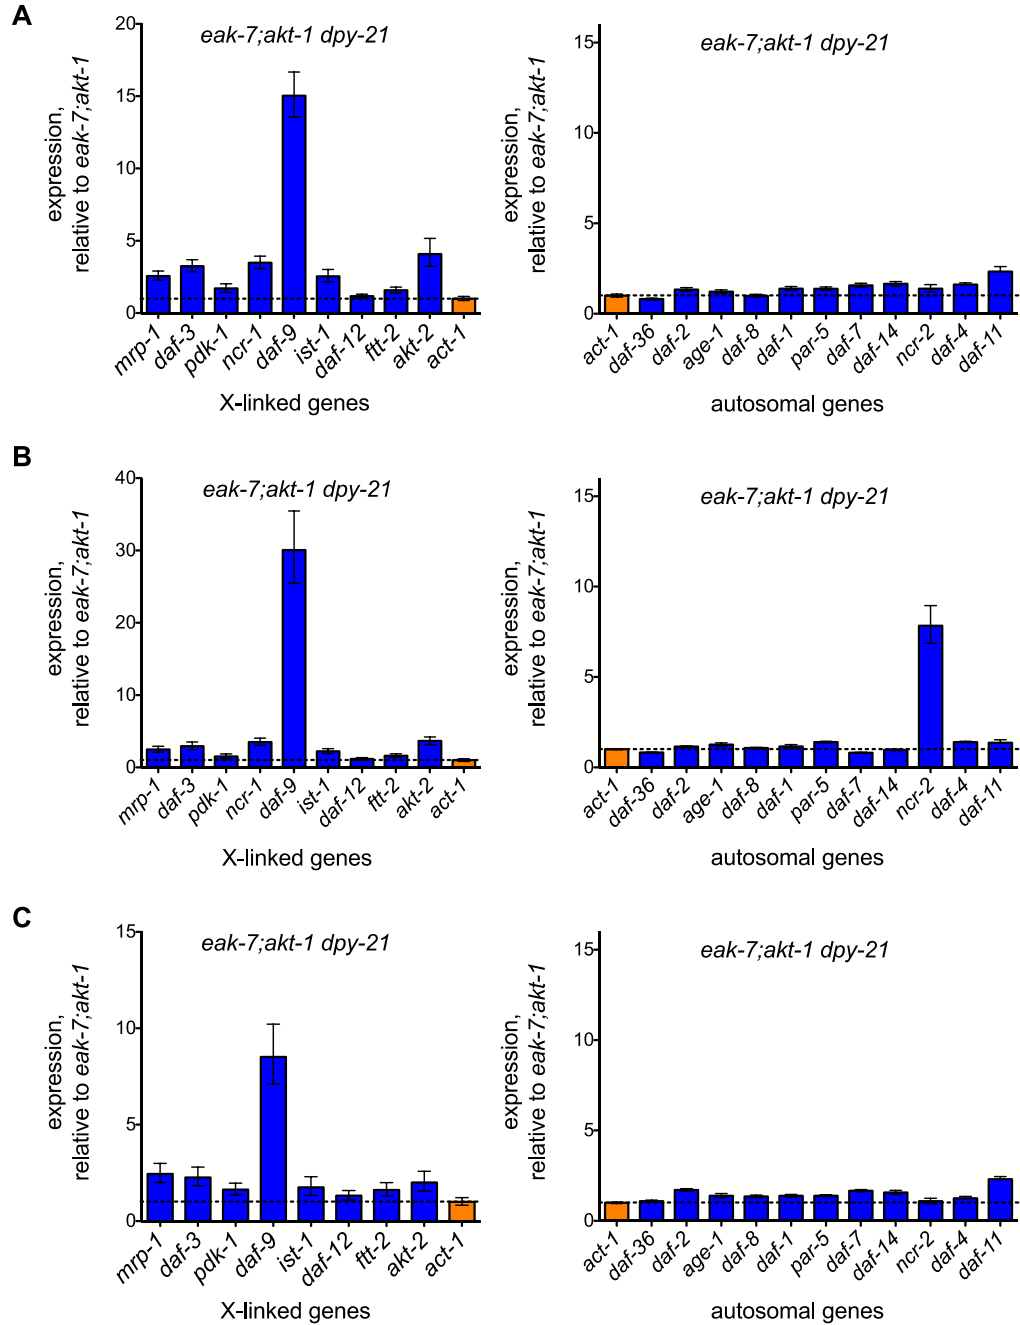 A
eak-7;akt-1 dpy-21
expression,
relative to eak-7;akt-1
20
15
10
5
0
mrp-1 daf-3 pdk-1 ncr-1 daf-9 ist-1 daf-12 ftt-2 akt-2 act-1
X-linked genes
eak-7;akt-1 dpy-21
expression,
relative to eak-7;akt-1
15
10
5
0
act-1 daf-36 daf-2 age-1 daf-8 daf-1 par-5 daf-7 daf-14 ncr-2 daf-4 daf-11
autosomal genes
B
eak-7;akt-1 dpy-21
expression,
relative to eak-7;akt-1
40
30
20
10
0
mrp-1 daf-3 pdk-1 ncr-1 daf-9 ist-1 daf-12 ftt-2 akt-2 act-1
X-linked genes
eak-7;akt-1 dpy-21
expression,
relative to eak-7;akt-1
15
10
5
0
act-1 daf-36 daf-2 age-1 daf-8 daf-1 par-5 daf-7 daf-14 ncr-2 daf-4 daf-11
autosomal genes
C
eak-7;akt-1 dpy-21
expression,
relative to eak-7;akt-1
15
10
5
0
mrp-1 daf-3 pdk-1 daf-9 ist-1 daf-12 ftt-2 akt-2 act-1
X-linked genes
eak-7;akt-1 dpy-21
expression,
relative to eak-7;akt-1
15
10
5
0
act-1 daf-36 daf-2 age-1 daf-8 daf-1 par-5 daf-7 daf-14 ncr-2 daf-4 daf-11
autosomal genes